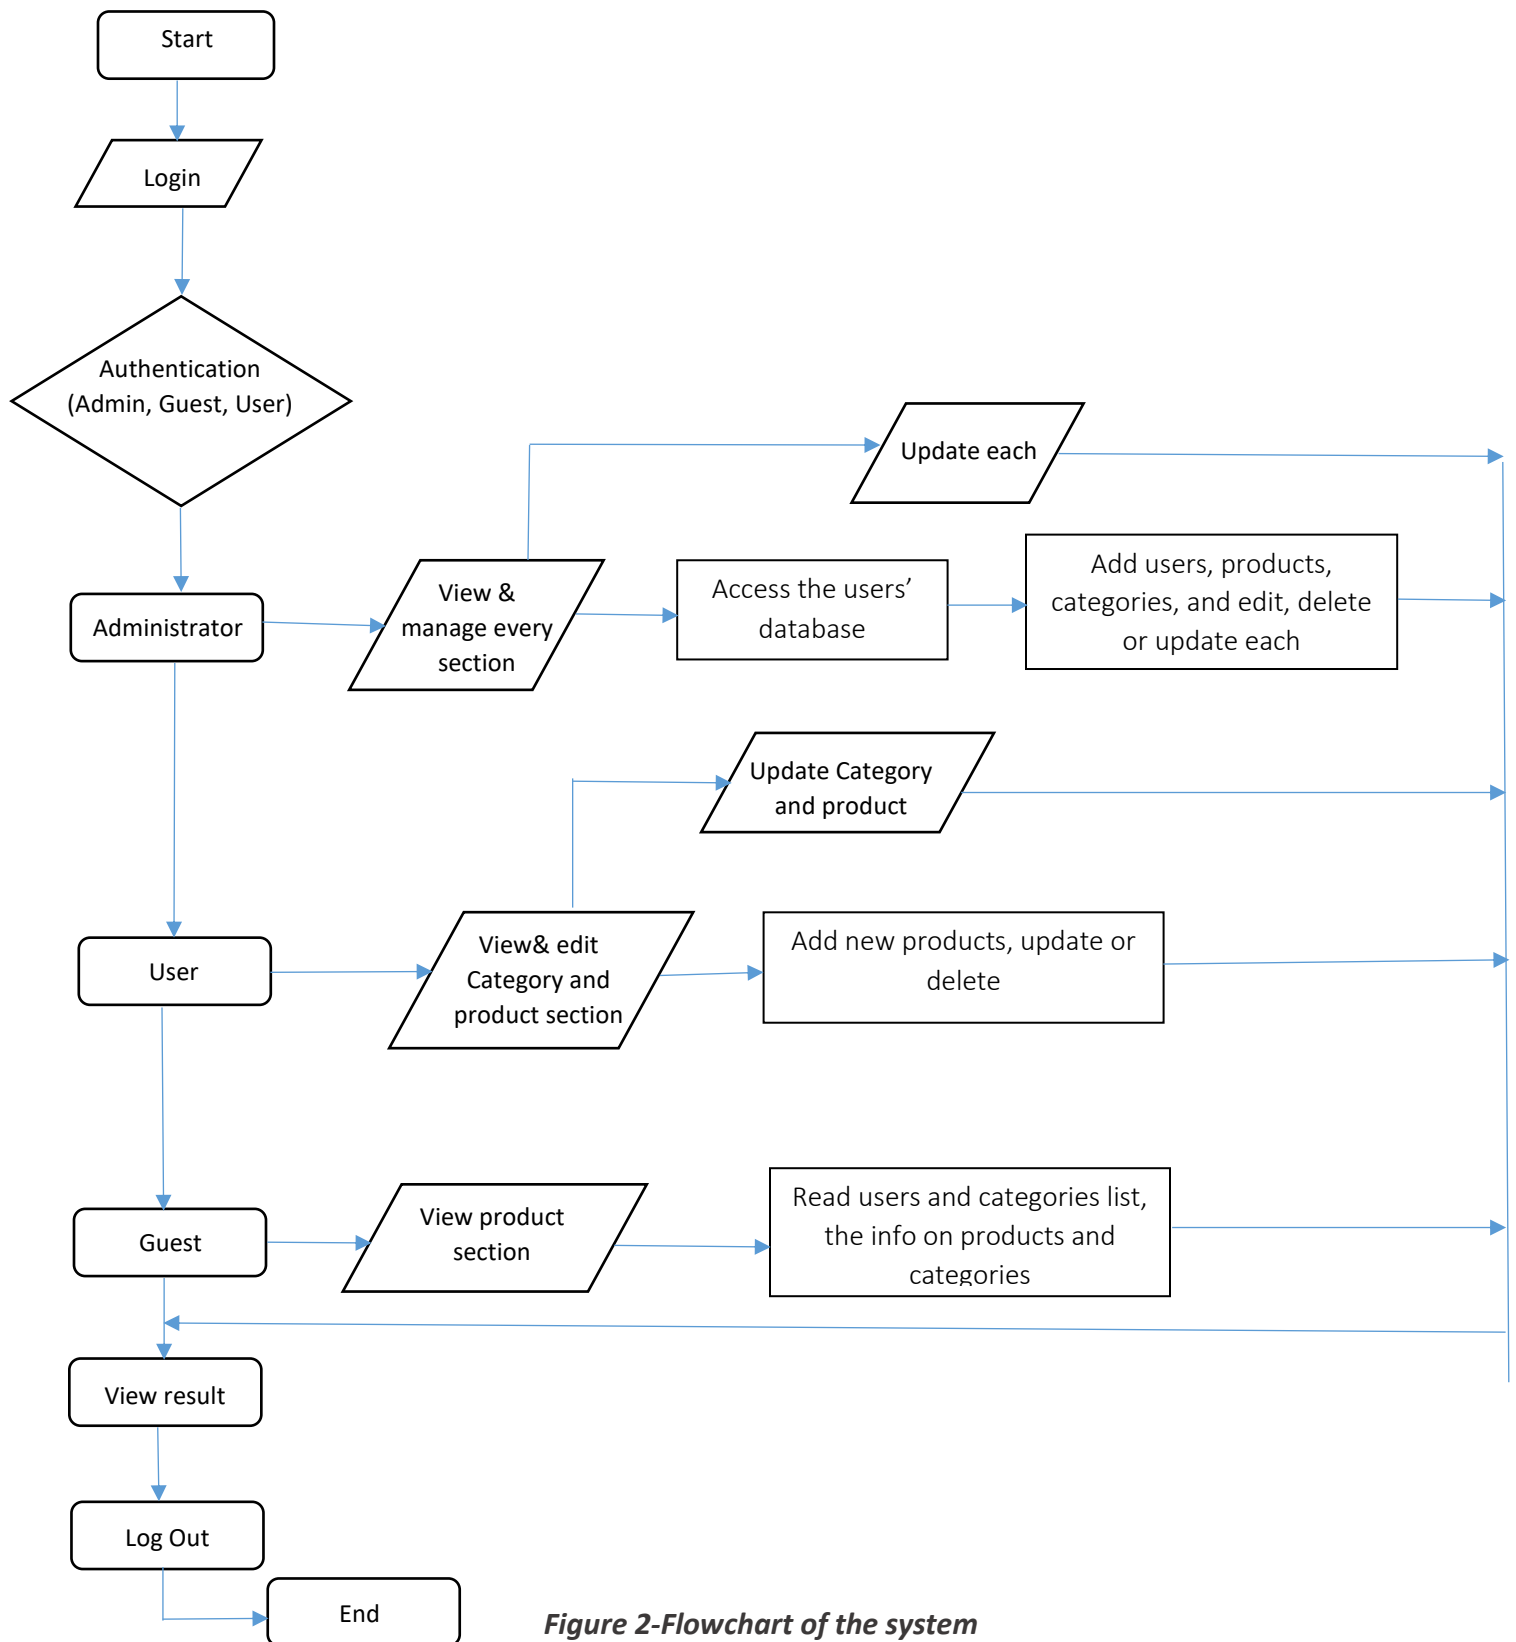 Start
Login
Authentication
(Admin, Guest, User)
Update each
Administrator
View &
manage every
section
Access the users’
database
Add users, products,
categories, and edit, delete
or update each
Update Category
and product
User
View& edit
Category and
product section
Add new products, update or
delete
Guest
View product
section
Read users and categories list,
the info on products and
categories
View result
Log Out
End
Figure 2-Flowchart of the system